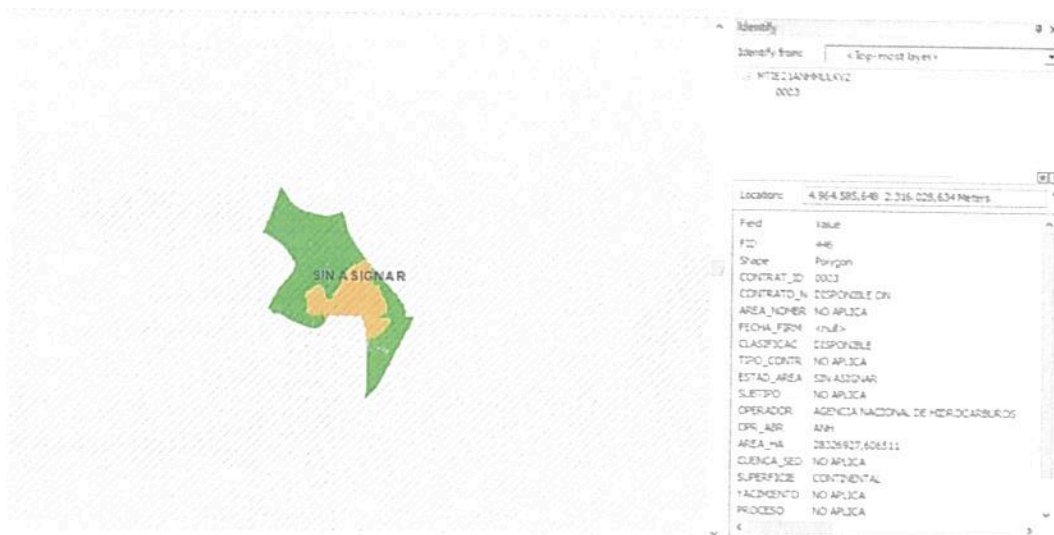 SIN ASIGNAR
Identify
Identify from: <Top-most layer>
0003
Location: 4.964.585,648 2.316.029,634 Meters
Field Value
FID 446
Shape Polygon
CONTRAT_ID 0003
CONTRATO_N DISPONIBLE ON
AREA_NOMBR NO APLICA
FECHA_FIRM <null>
CLASIFICAC DISPONIBLE
TIPO_CONTR NO APLICA
ESTAD_AREA SIN ASIGNAR
SUBTIPO NO APLICA
OPERADOR AGENCIA NACIONAL DE HIDROCARBUROS
OPR_ABR ANH
AREA_HA 28326927,606511
CUENCA_SED NO APLICA
SUPERFICIE CONTINENTAL
YACIMIENTO NO APLICA
PROCESO NO APLICA